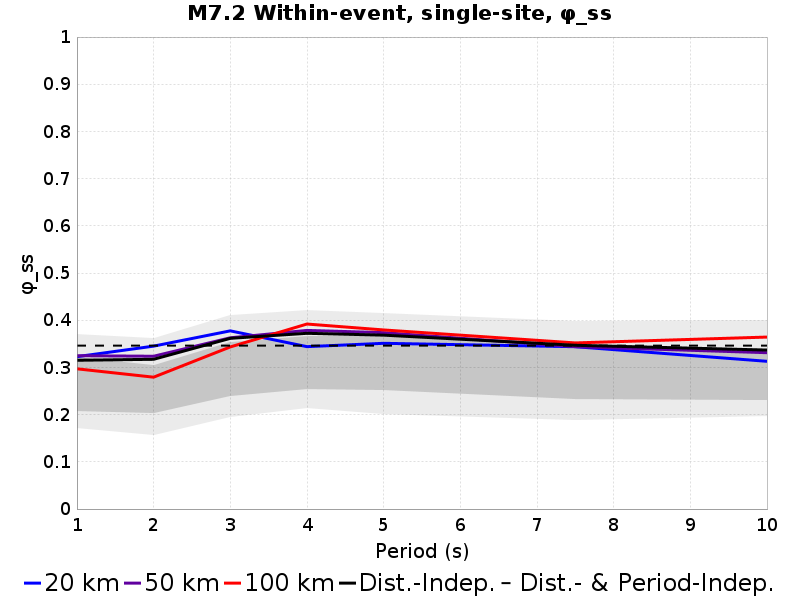 M7.2 Within-event, single-site, φ_ss
1
0.9
0.8
0.7
0.6
0.5
0.4
0.3
0.2
0.1
0
φ_ss
1 2 3 4 5 6 7 8 9 10
Period (s)
20 km 50 km 100 km Dist.-Indep. Dist.- & Period-Indep.